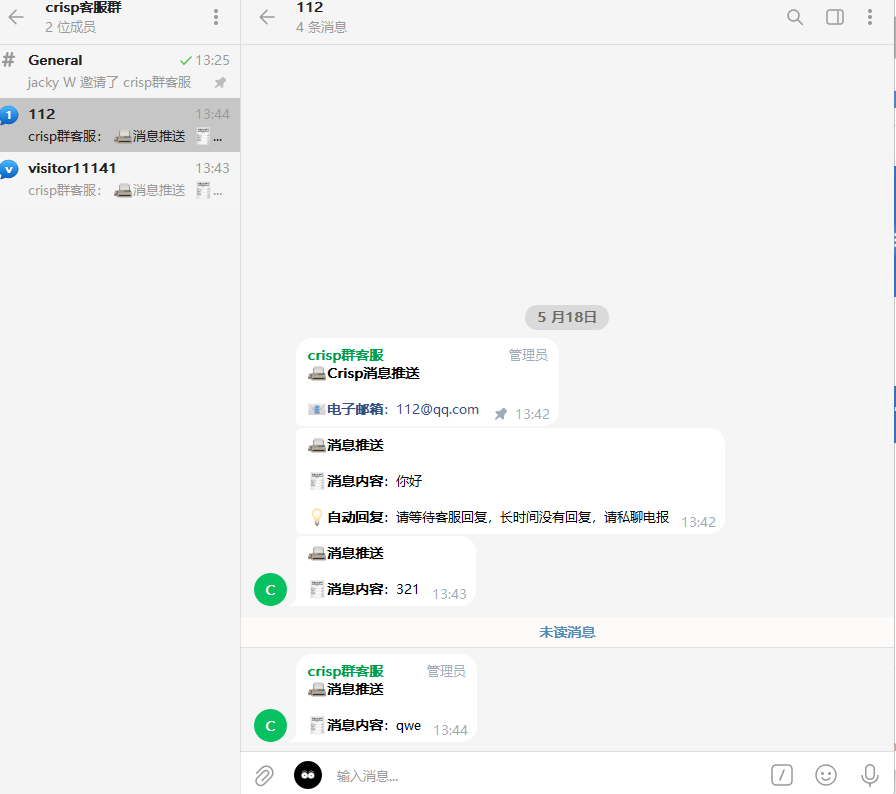 crisp客服群
2 位成员
# General 13:25
jacky W 邀请了 crisp群客服
1 112 13:44
crisp群客服： 📠消息推送 🧾...
v visitor11141 13:43
crisp群客服： 📠消息推送 🧾...
112
4 条消息
5 月18日
crisp群客服 管理员
📠Crisp消息推送
📧电子邮箱：112@qq.com 13:42
📠消息推送
🧾消息内容：你好
💡自动回复：请等待客服回复，长时间没有回复，请私聊电报 13:42
📠消息推送
C 🧾消息内容：321 13:43
未读消息
crisp群客服 管理员
📠消息推送
C 🧾消息内容：qwe 13:44
输入消息...